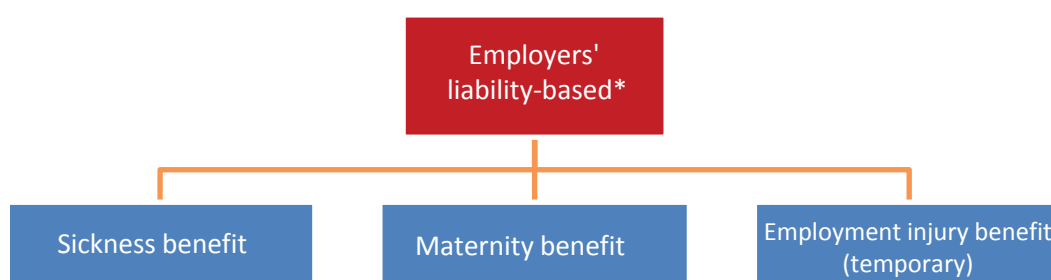 Employers'
liability-based*
Sickness benefit
Maternity benefit
Employment injury benefit
(temporary)